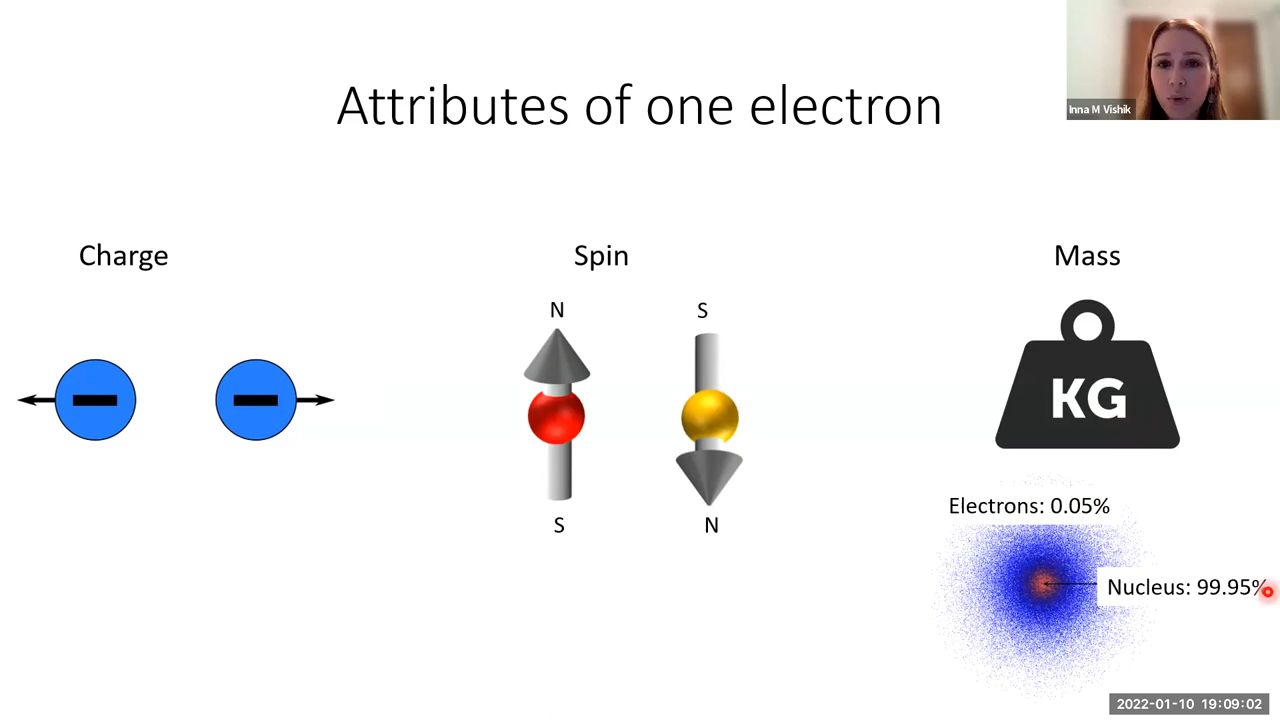 Inna M Vishik
Attributes of one electron
Charge
Spin
Mass
N
S
S
N
KG
Electrons: 0.05%
Nucleus: 99.95%
2022-01-10 19:09:02